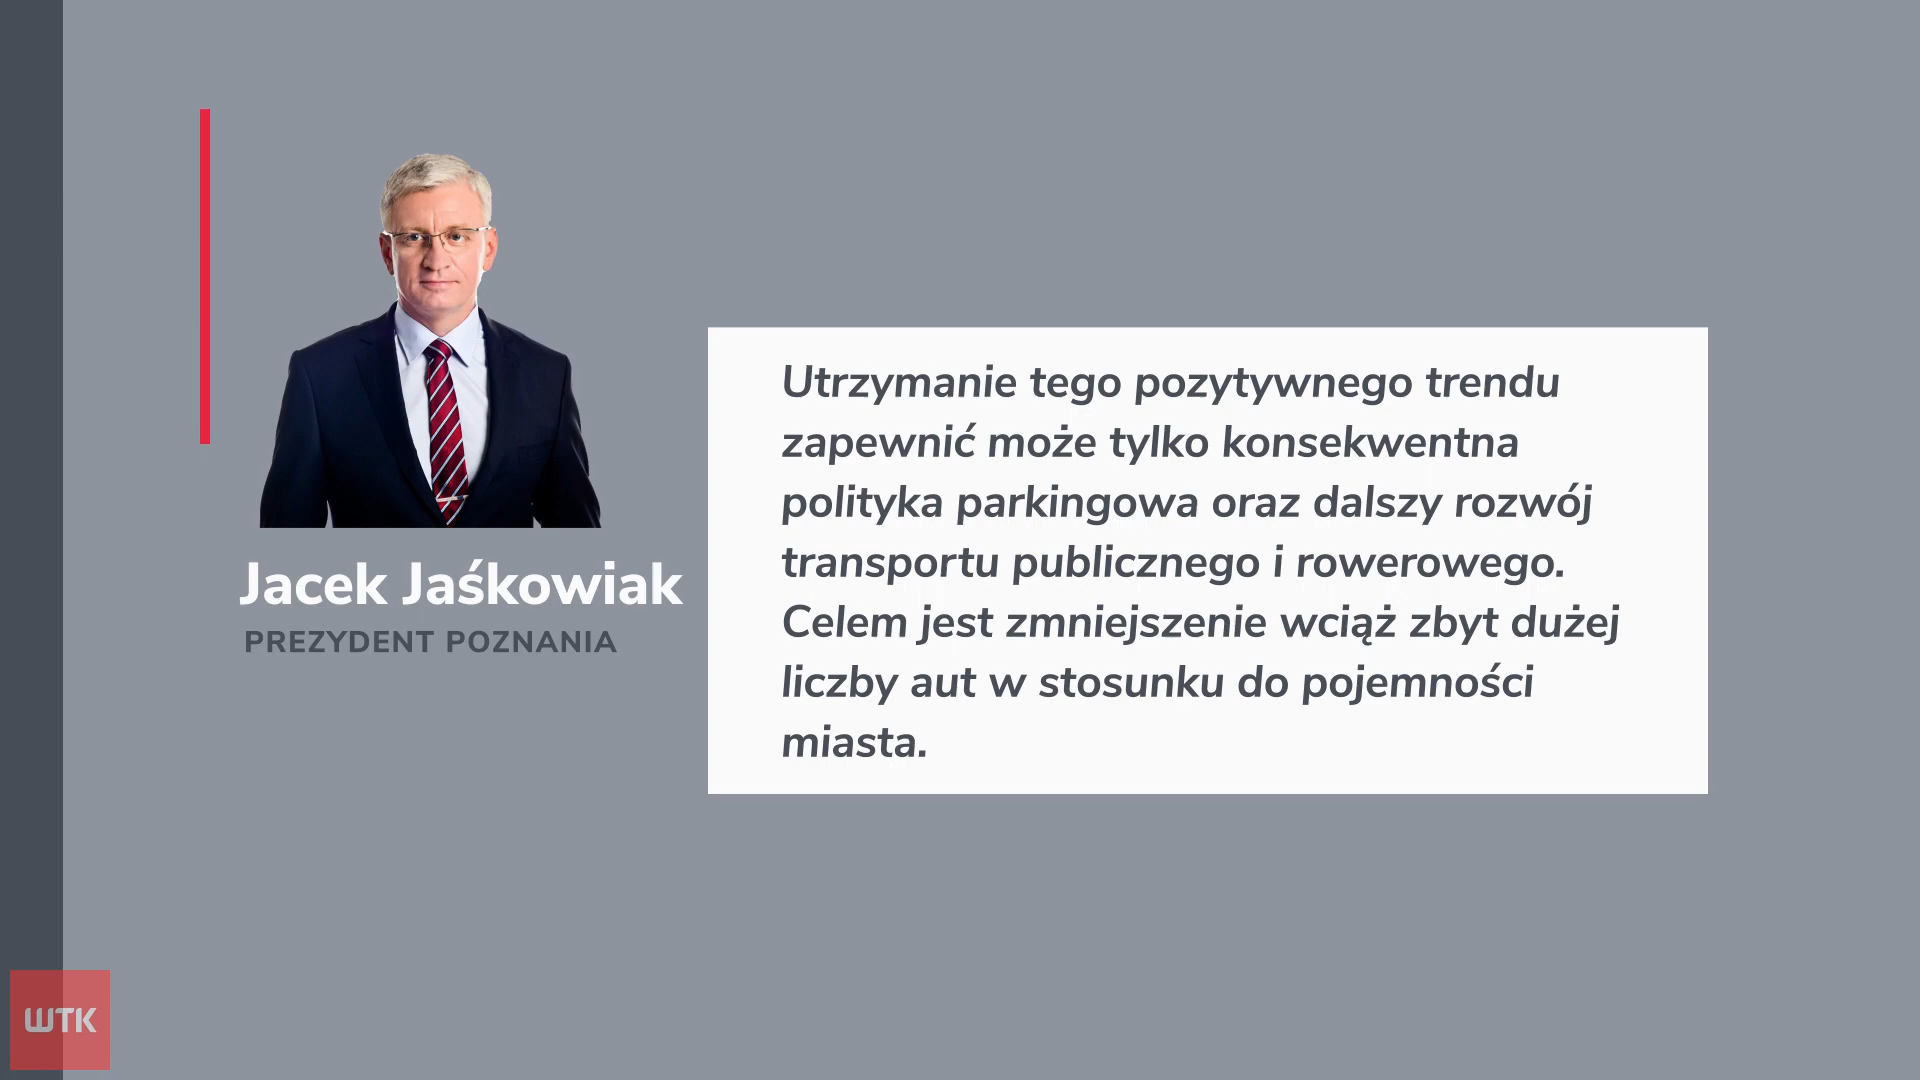 Jacek Jaśkowiak
PREZYDENT POZNANIA
Utrzymanie tego pozytywnego trendu
zapewnić może tylko konsekwentna
polityka parkingowa oraz dalszy rozwój
transportu publicznego i rowerowego.
Celem jest zmniejszenie wciąż zbyt dużej
liczby aut w stosunku do pojemności
miasta.
WTK